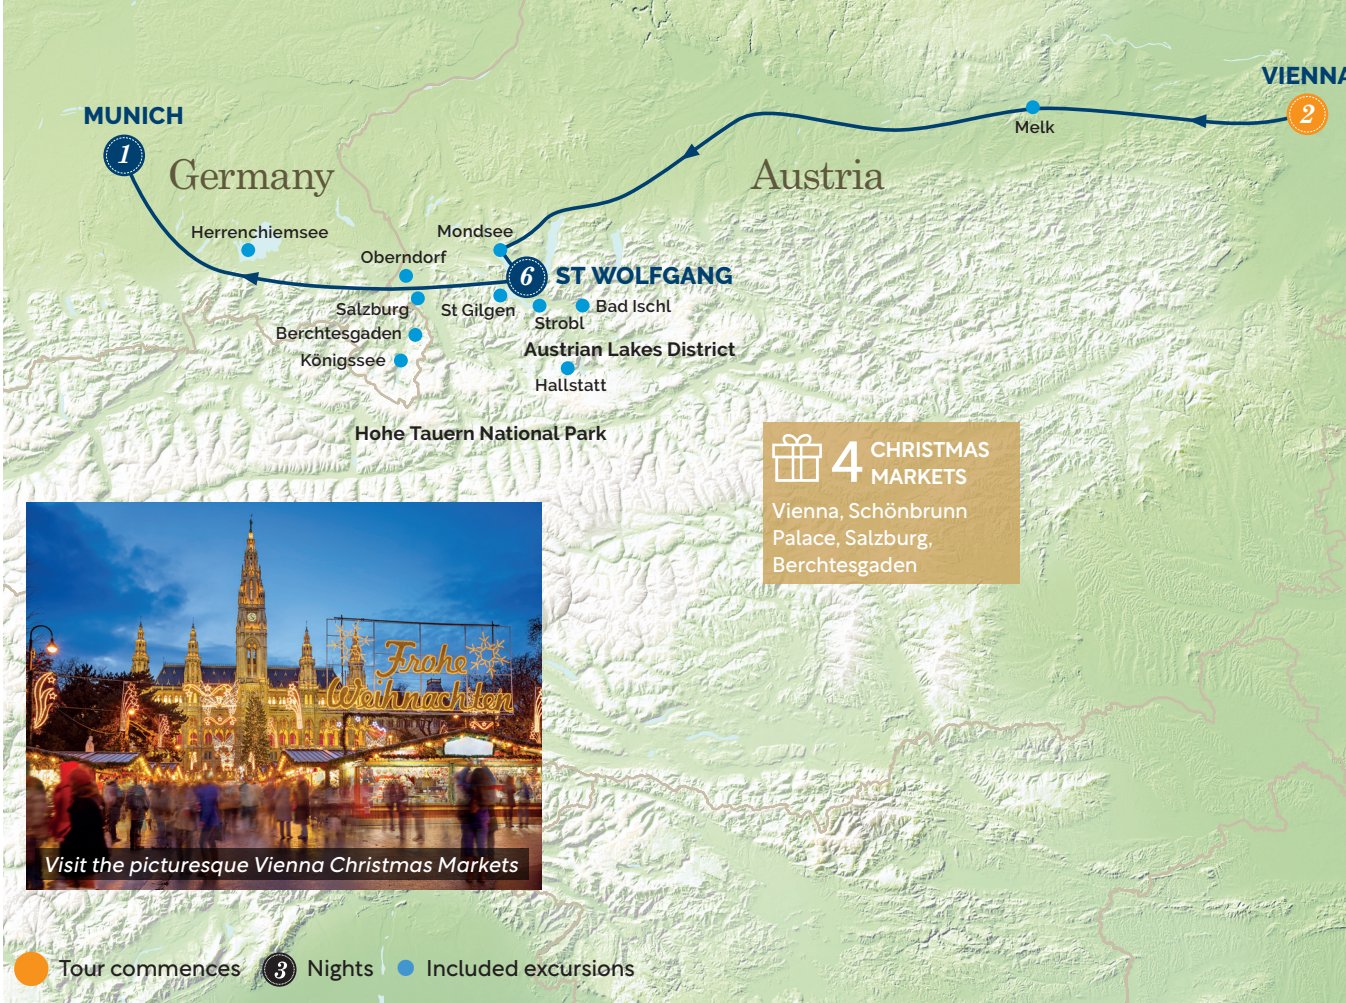 VIENNA
2
MUNICH
1
Melk
Germany
Austria
Herrenchiemsee
Mondsee
Oberndorf
6 ST WOLFGANG
Salzburg
St Gilgen
Bad Ischl
Strobl
Berchtesgaden
Austrian Lakes District
Königssee
Hallstatt
Hohe Tauern National Park
4 CHRISTMAS
MARKETS
Vienna, Schönbrunn
Palace, Salzburg,
Berchtesgaden
Frohe
Weihnachten
Visit the picturesque Vienna Christmas Markets
Tour commences 3 Nights Included excursions